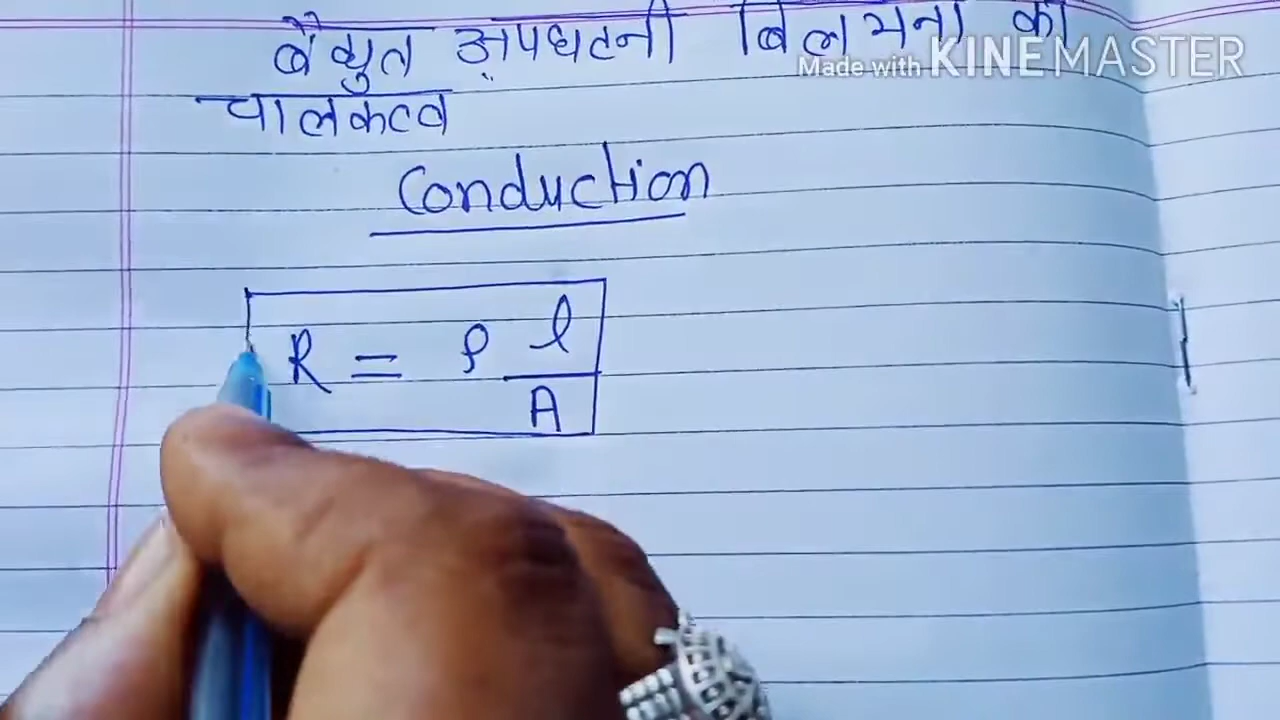 वैद्युत अपघटनी विलयनो का
Made with KINEMASTER
चालकत्व
Conduction
R = ρ l
A